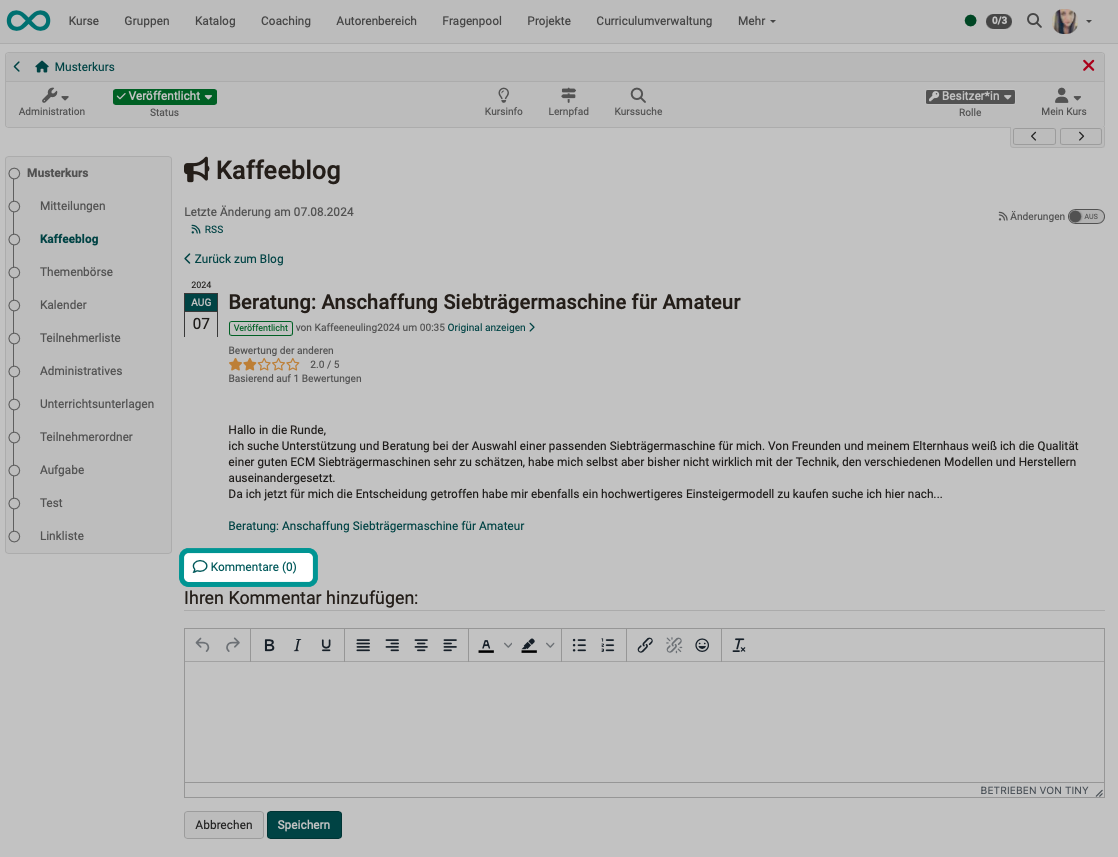 Kurse Gruppen Katalog Coaching Autorenbereich Fragenpool Projekte Curriculumverwaltung Mehr 0/3
Musterkurs
Administration Veröffentlicht Status Kursinfo Lernpfad Kurssuche Besitzer*in Rolle Mein Kurs
Musterkurs
Mitteilungen
Kaffeeblog
Themenbörse
Kalender
Teilnehmerliste
Administratives
Unterrichtsunterlagen
Teilnehmerordner
Aufgabe
Test
Linkliste
Kaffeeblog
Letzte Änderung am 07.08.2024
RSS
Änderungen AUS
Zurück zum Blog
2024
AUG
07
Beratung: Anschaffung Siebträgermaschine für Amateur
Veröffentlicht von Kaffeeneuling2024 um 00:35 Original anzeigen
Bewertung der anderen
2.0 / 5
Basierend auf 1 Bewertungen
Hallo in die Runde,
ich suche Unterstützung und Beratung bei der Auswahl einer passenden Siebträgermaschine für mich. Von Freunden und meinem Elternhaus weiß ich die Qualität
einer guten ECM Siebträgermaschinen sehr zu schätzen, habe mich selbst aber bisher nicht wirklich mit der Technik, den verschiedenen Modellen und Herstellern
auseinandergesetzt.
Da ich jetzt für mich die Entscheidung getroffen habe mir ebenfalls ein hochwertigeres Einsteigermodell zu kaufen suche ich hier nach...
Beratung: Anschaffung Siebträgermaschine für Amateur
Kommentare (0)
Ihren Kommentar hinzufügen:
BETRIEBEN VON TINY
Abbrechen Speichern